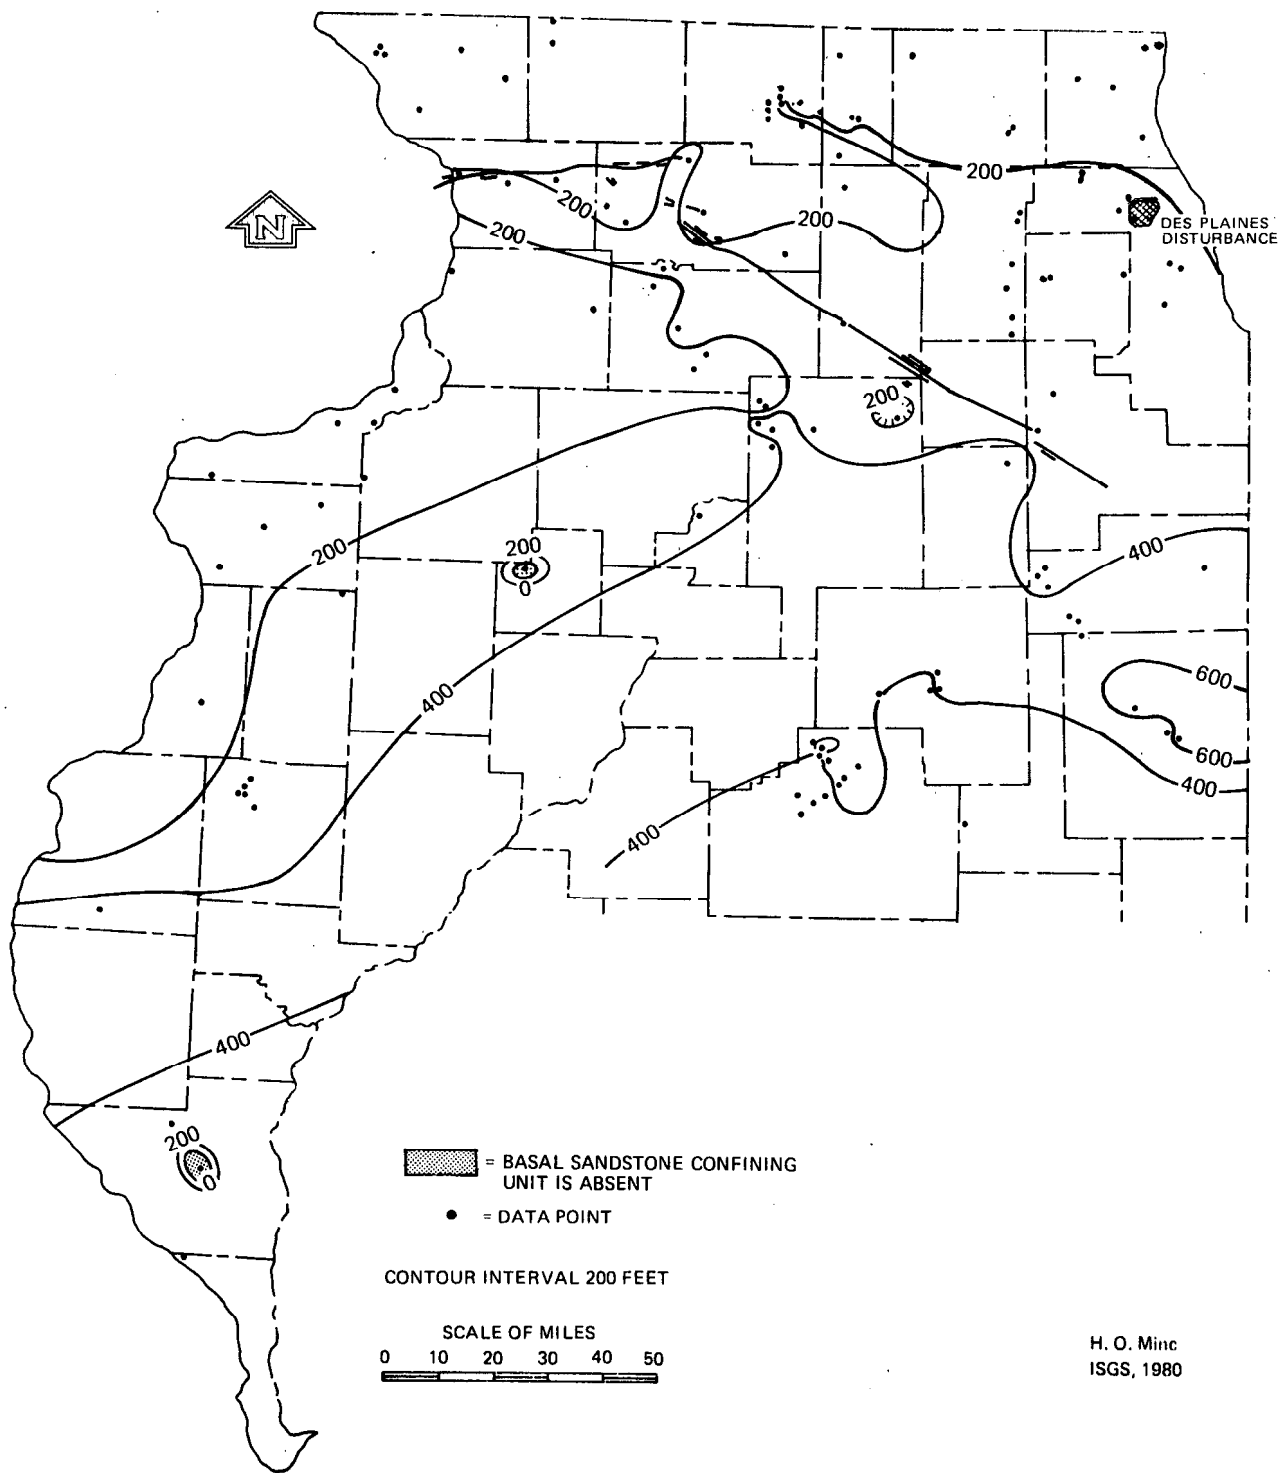 200
N
200
200
200
DES PLAINES
DISTURBANCE
200
200
200
0
400
400
600
600
400
400
400
200
0
= BASAL SANDSTONE CONFINING
UNIT IS ABSENT
= DATA POINT
CONTOUR INTERVAL 200 FEET
SCALE OF MILES
0 10 20 30 40 50
H. O. Minc
ISGS, 1980